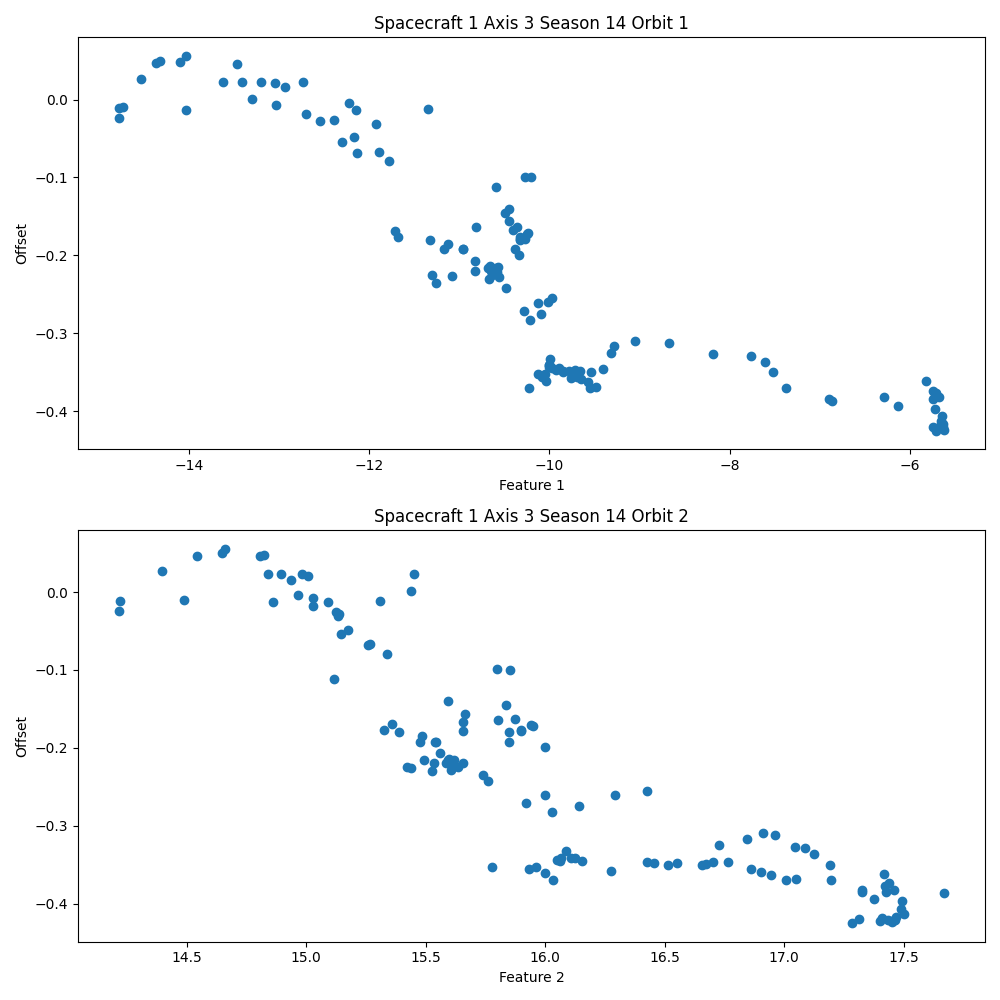 Spacecraft 1 Axis 3 Season 14 Orbit 1
0.0
−0.1
−0.2
−0.3
−0.4
Offset
−14 −12 −10 −8 −6
Feature 1
Spacecraft 1 Axis 3 Season 14 Orbit 2
0.0
−0.1
−0.2
−0.3
−0.4
Offset
14.5 15.0 15.5 16.0 16.5 17.0 17.5
Feature 2